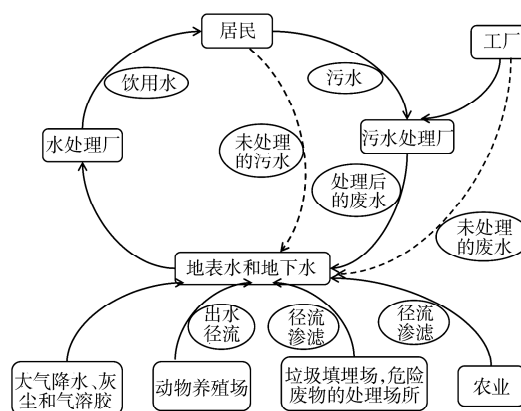 居民
工厂
饮用水
污水
水处理厂
未处理
的污水
污水处理厂
处理后
的废水
未处理
的废水
地表水和地下水
出水
径流
径流
渗滤
径流
渗滤
大气降水、灰
尘和气溶胶
动物养殖场
垃圾填埋场,危险
废物的处理场所
农业